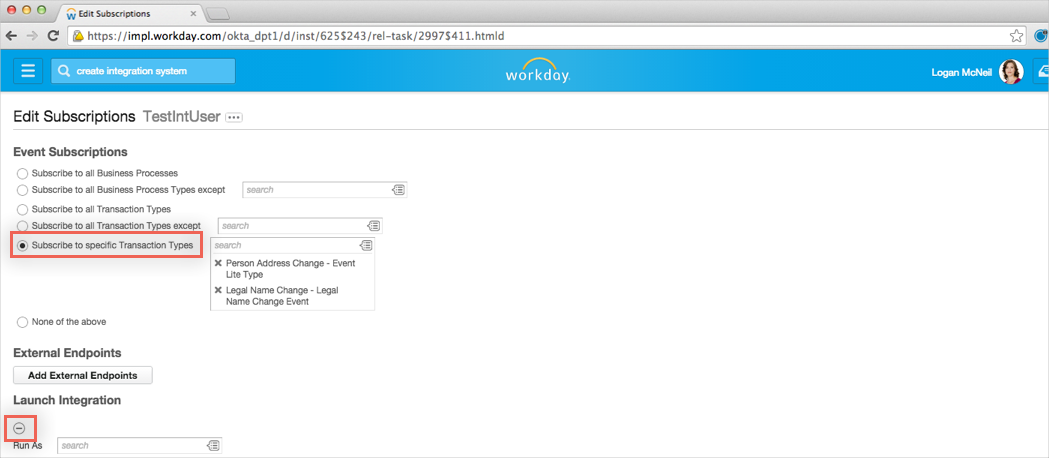 Edit Subscriptions
https://impl.workday.com/okta_dpt1/d/inst/625$243/rel-task/2997$411.htmld
create integration system
workday.
Logan McNeil
Edit Subscriptions TestIntUser
Event Subscriptions
Subscribe to all Business Processes
Subscribe to all Business Process Types except search
Subscribe to all Transaction Types
Subscribe to all Transaction Types except search
Subscribe to specific Transaction Types search
Person Address Change - Event
Lite Type
Legal Name Change - Legal
Name Change Event
None of the above
External Endpoints
Add External Endpoints
Launch Integration
Run As search